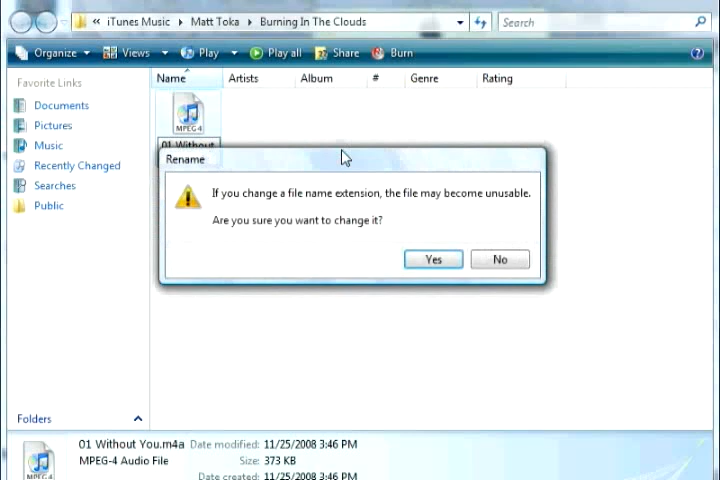 « iTunes Music › Matt Toka › Burning In The Clouds
Search
Organize Views Play Play all Share Burn
Favorite Links
Name Artists Album # Genre Rating
Documents
Pictures
Music
Recently Changed
Searches
Public
MPEG-4
01 Without
Rename
If you change a file name extension, the file may become unusable.
Are you sure you want to change it?
Yes No
Folders
01 Without You.m4a Date modified: 11/25/2008 3:46 PM
MPEG-4 Audio File Size: 373 KB
Date created: 11/25/2008 3:46 PM
MPEG-4